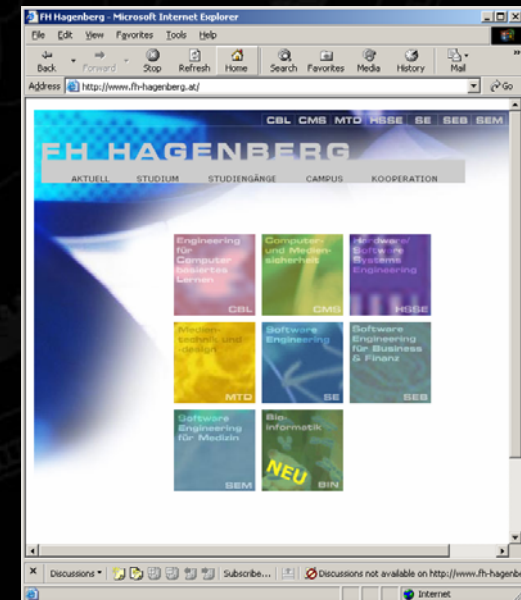 FH Hagenberg - Microsoft Internet Explorer
File Edit View Favorites Tools Help
Back Forward Stop Refresh Home Search Favorites Media History Mail
Address http://www.fh-hagenberg.at/ Go
CBL CMS MTD HSSE SE SEB SEM
FH HAGENBERG
AKTUELL STUDIUM STUDIENGÄNGE CAMPUS KOOPERATION
Engineering
für
Computer
basiertes
Lernen
CBL
Computer-
und Medien-
sicherheit
CMS
Hardware/
Software
Systems
Engineering
HSSE
Medien-
technik und
-design
MTD
Software
Engineering
SE
Software
Engineering
für Business
& Finanz
SEB
Software
Engineering
für Medizin
SEM
Bio-
informatik
NEU
BIN
Discussions Subscribe... Discussions not available on http://www.fh-hagenbe
Internet